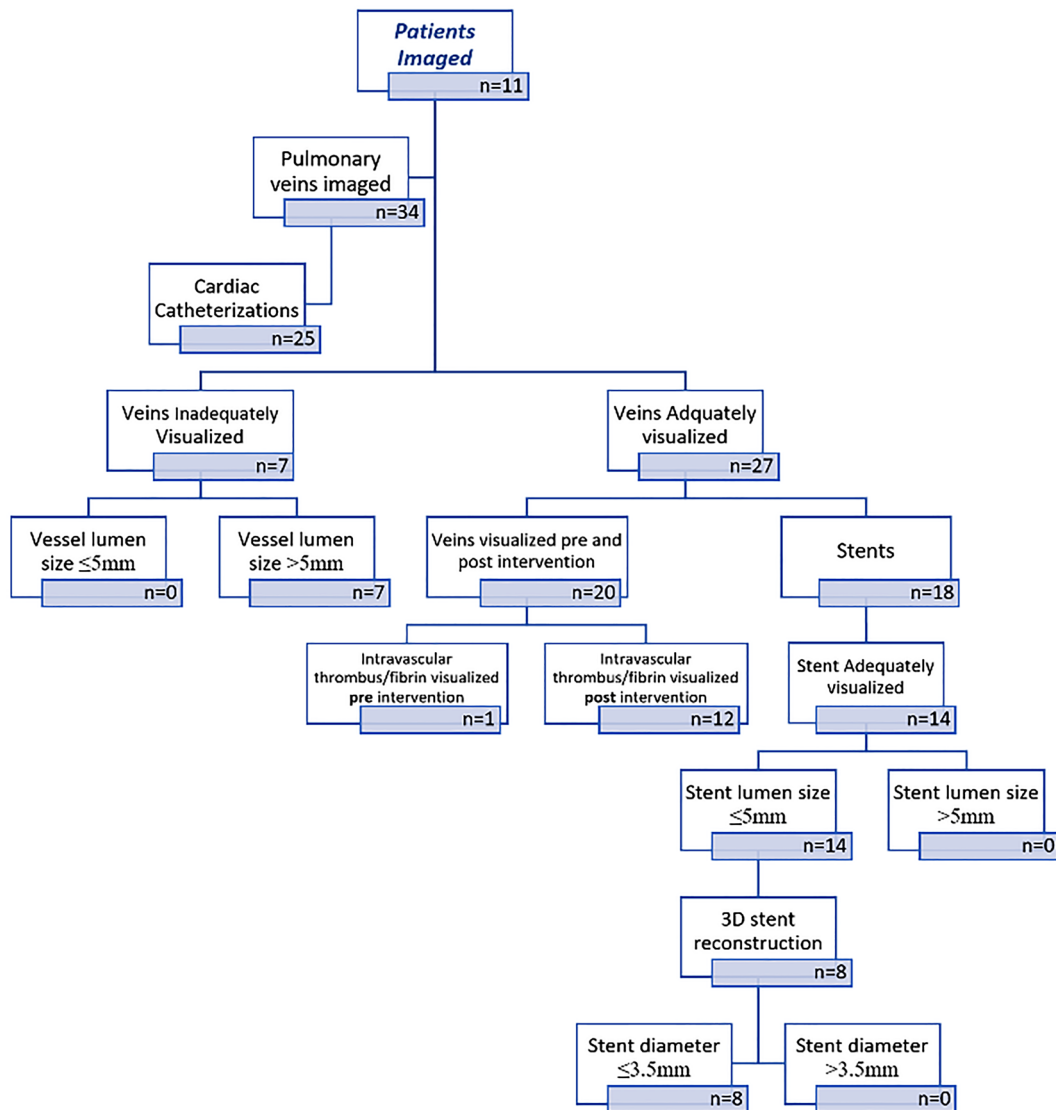 Patients
Imaged
n=11
Pulmonary
veins imaged
n=34
Cardiac
Catheterizations
n=25
Veins Inadequately
Visualized
n=7
Veins Adquately
visualized
n=27
Vessel lumen
size ≤5mm
n=0
Vessel lumen
size >5mm
n=7
Veins visualized pre and
post intervention
n=20
Stents
n=18
Intravascular
thrombus/fibrin visualized
pre intervention
n=1
Intravascular
thrombus/fibrin visualized
post intervention
n=12
Stent Adequately
visualized
n=14
Stent lumen size
≤5mm
n=14
Stent lumen size
>5mm
n=0
3D stent
reconstruction
n=8
Stent diameter
≤3.5mm
n=8
Stent diameter
>3.5mm
n=0